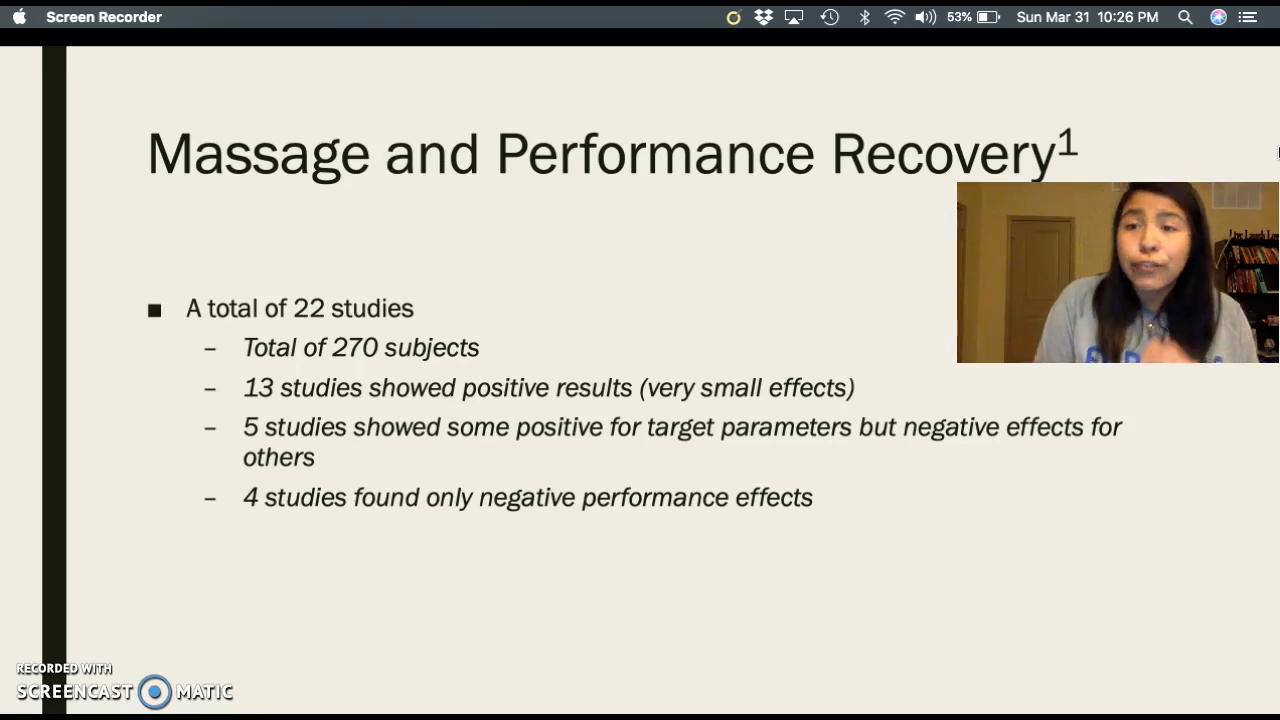 Screen Recorder
53%
Sun Mar 31 10:26 PM
Massage and Performance Recovery¹
■ A total of 22 studies
– Total of 270 subjects
– 13 studies showed positive results (very small effects)
– 5 studies showed some positive for target parameters but negative effects for
others
– 4 studies found only negative performance effects
RECORDED WITH
SCREENCAST MATIC